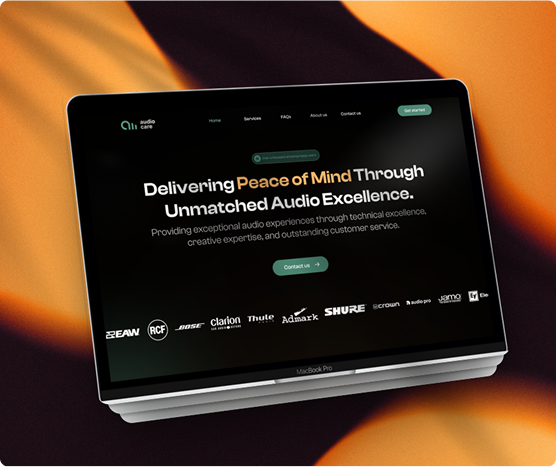 audio
care
Home Services FAQs About us Contact us Get started
Delivering Peace of Mind Through
Unmatched Audio Excellence.
Providing exceptional audio experiences through technical excellence,
creative expertise, and outstanding customer service.
Contact us →
EAW RCF BOSE Clarion Thule Admark SHURE crown audio pro Jamo Ele
MacBook Pro